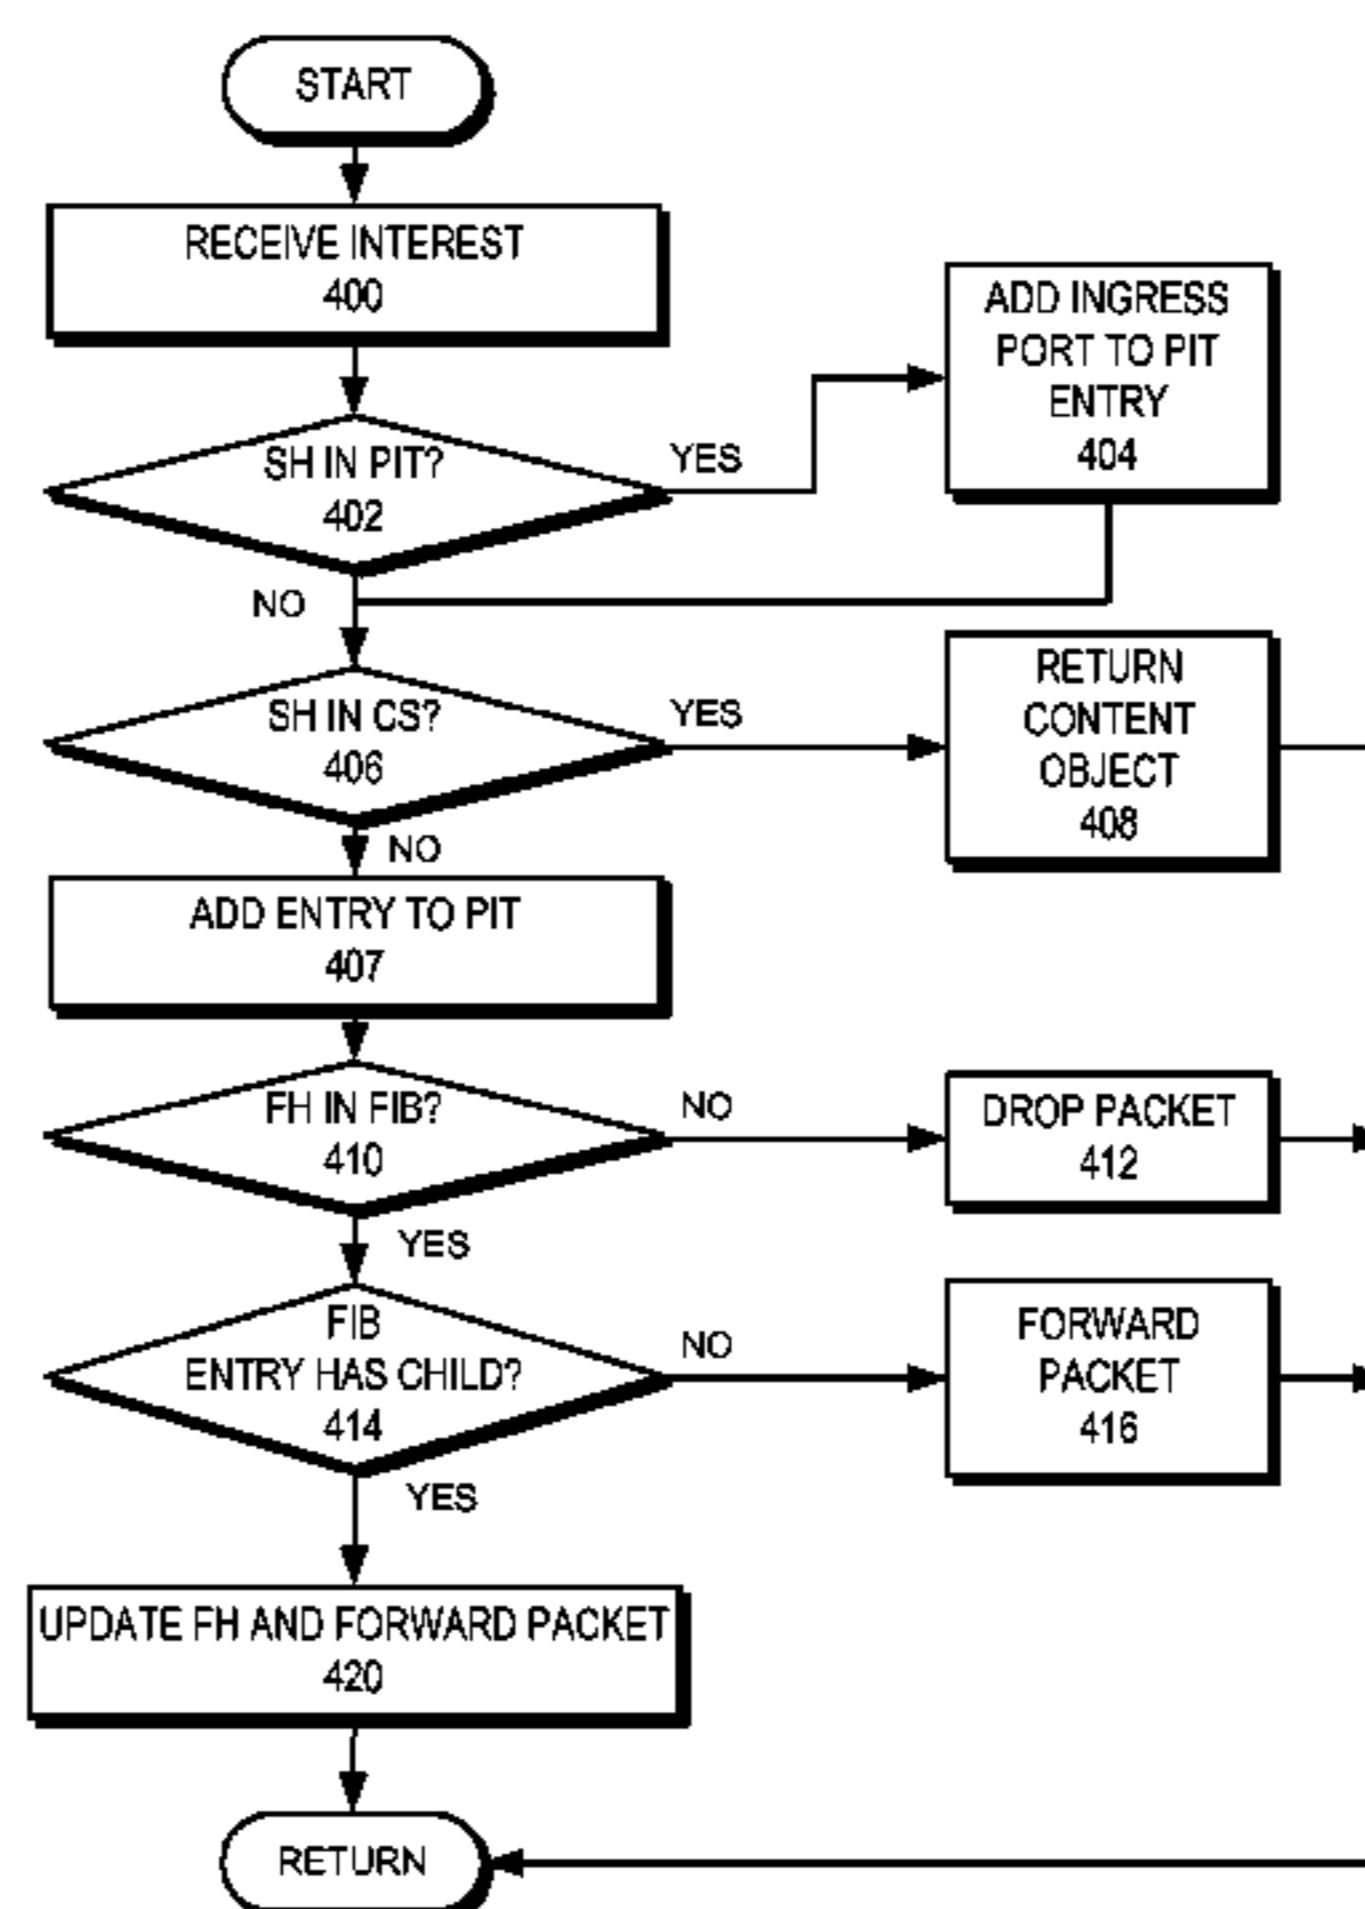 START
RECEIVE INTEREST
400
ADD INGRESS
PORT TO PIT
ENTRY
404
SH IN PIT?
402
YES
NO
SH IN CS?
406
YES
RETURN
CONTENT
OBJECT
408
NO
ADD ENTRY TO PIT
407
FH IN FIB?
410
NO
DROP PACKET
412
YES
FIB
ENTRY HAS CHILD?
414
NO
FORWARD
PACKET
416
YES
UPDATE FH AND FORWARD PACKET
420
RETURN